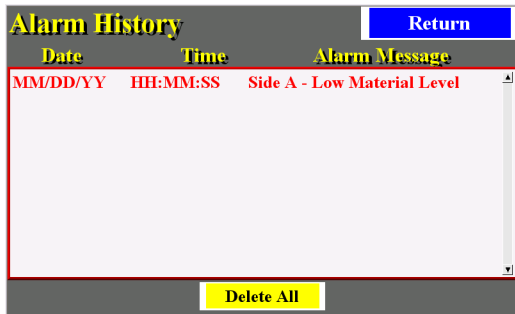 Alarm History Return
Date Time Alarm Message
MM/DD/YY HH:MM:SS Side A - Low Material Level
Delete All